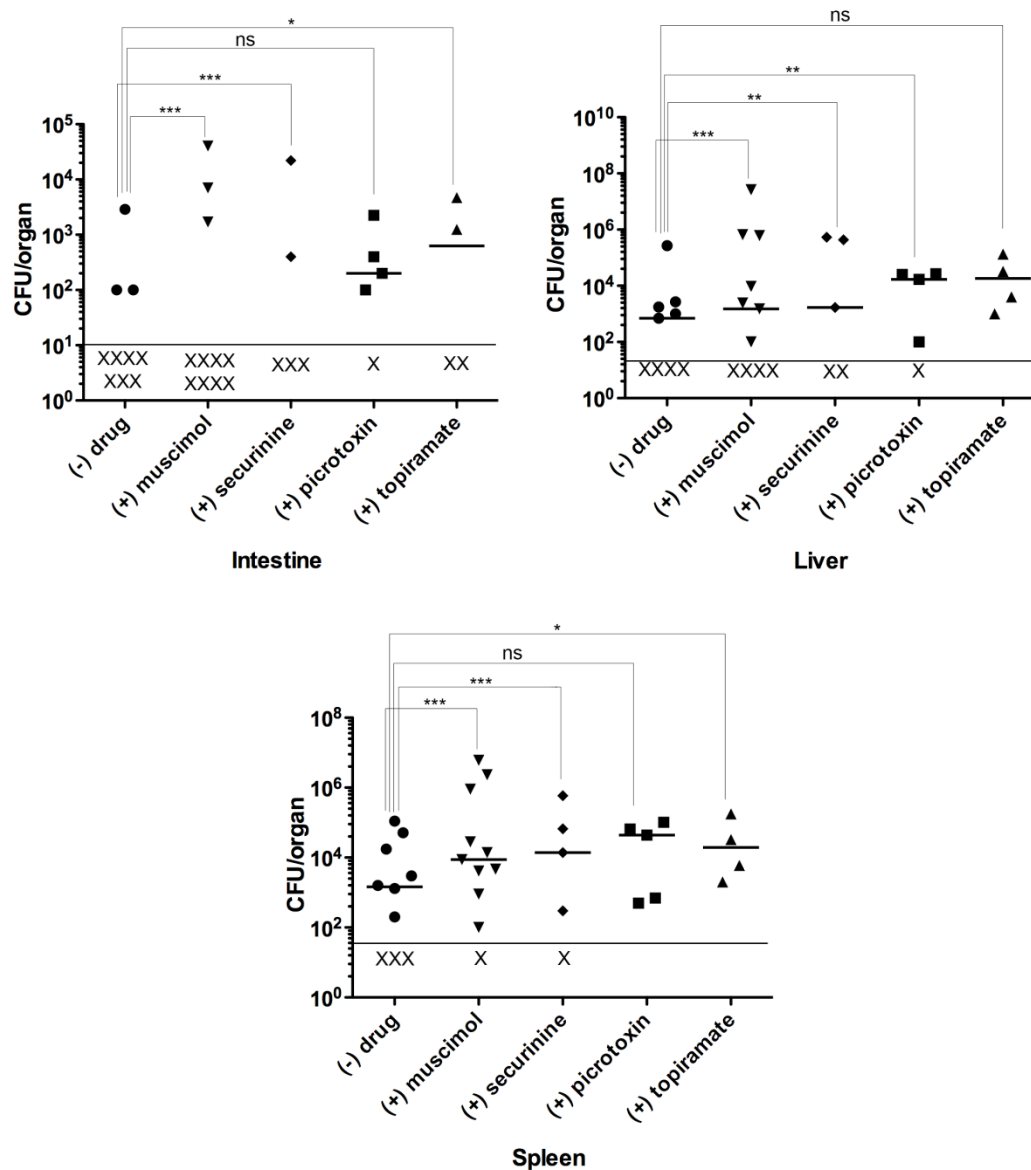 *
ns
***
***
CFU/organ
10^5
10^4
10^3
10^2
10^1
10^0
XXXX
XXX
XXXX
XXXX
XXX
X
XX
(-) drug
(+) muscimol
(+) securinine
(+) picrotoxin
(+) topiramate
Intestine
ns
**
**
***
CFU/organ
10^10
10^8
10^6
10^4
10^2
10^0
XXXX
XXXX
XX
X
(-) drug
(+) muscimol
(+) securinine
(+) picrotoxin
(+) topiramate
Liver
*
ns
***
***
CFU/organ
10^8
10^6
10^4
10^2
10^0
XXX
X
X
(-) drug
(+) muscimol
(+) securinine
(+) picrotoxin
(+) topiramate
Spleen